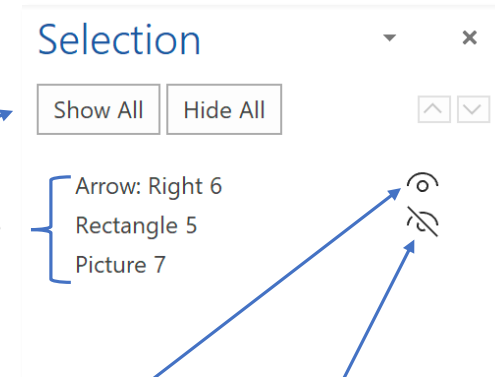 Selection
Show All Hide All
Arrow: Right 6
Rectangle 5
Picture 7